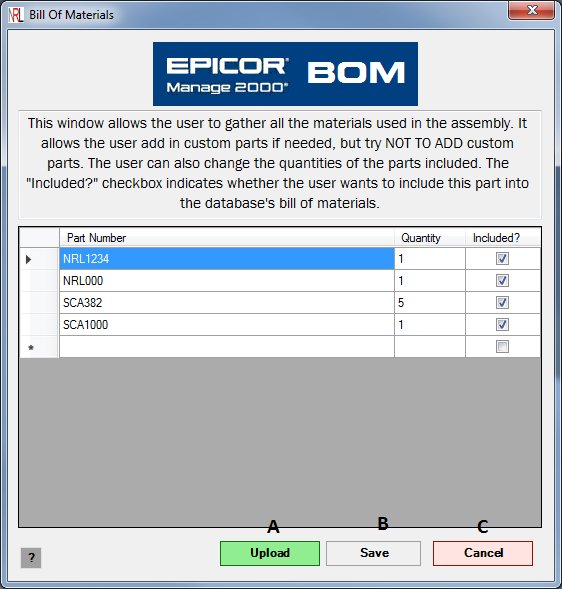 NRL Bill Of Materials
EPICOR® BOM
Manage 2000®
This window allows the user to gather all the materials used in the assembly. It
allows the user add in custom parts if needed, but try NOT TO ADD custom
parts. The user can also change the quantities of the parts included. The
"Included?" checkbox indicates whether the user wants to include this part into
the database's bill of materials.
Part Number Quantity Included?
NRL1234 1
NRL000 1
SCA382 5
SCA1000 1
*
A B C
? Upload Save Cancel